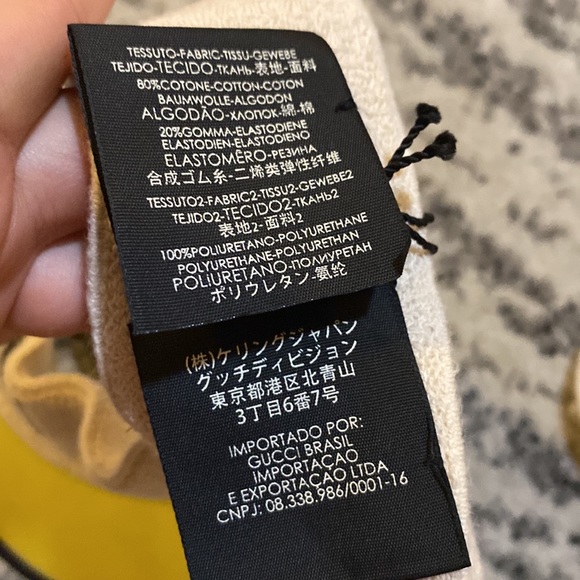 TESSUTO-FABRIC-TISSU-GEWEBE
TEJIDO-TECIDO-ТКАНЬ-表地-面料
80%COTONE-COTTON-COTON
BAUMWOLLE-ALGODON
ALGODÃO-ХЛОПОК-綿-棉
20%GOMMA-ELASTODIENE
ELASTODIEN-ELASTODIENO
ELASTOMÊRO-РЕЗИНА
合成ゴム糸-二烯类弹性纤维
TESSUTO2-FABRIC2-TISSU2-GEWEBE2
TEJIDO2-TECIDO2-ТКАНЬ2
表地2-面料2
100%POLIURETANO-POLYURETHANE
POLYURETHANE-POLYURETHAN
POLIURETANO-ПОЛИУРЕТАН
ポリウレタン-氨纶
(株)ケリングジャパン
グッチディビジョン
東京都港区北青山
3丁目6番7号
IMPORTADO POR:
GUCCI BRASIL
IMPORTAÇAO
E EXPORTAÇAO LTDA
CNPJ: 08.338.986/0001-16